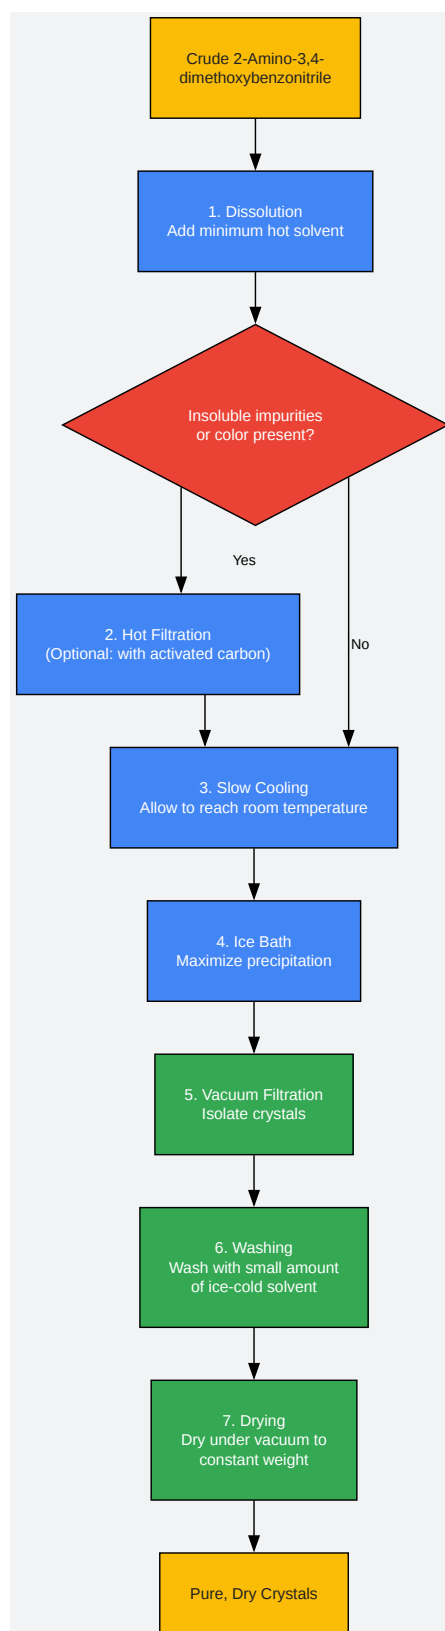 Crude 2-Amino-3,4-
dimethoxybenzonitrile
1. Dissolution
Add minimum hot solvent
Insoluble impurities
or color present?
Yes
2. Hot Filtration
(Optional: with activated carbon)
No
3. Slow Cooling
Allow to reach room temperature
4. Ice Bath
Maximize precipitation
5. Vacuum Filtration
Isolate crystals
6. Washing
Wash with small amount
of ice-cold solvent
7. Drying
Dry under vacuum to
constant weight
Pure, Dry Crystals